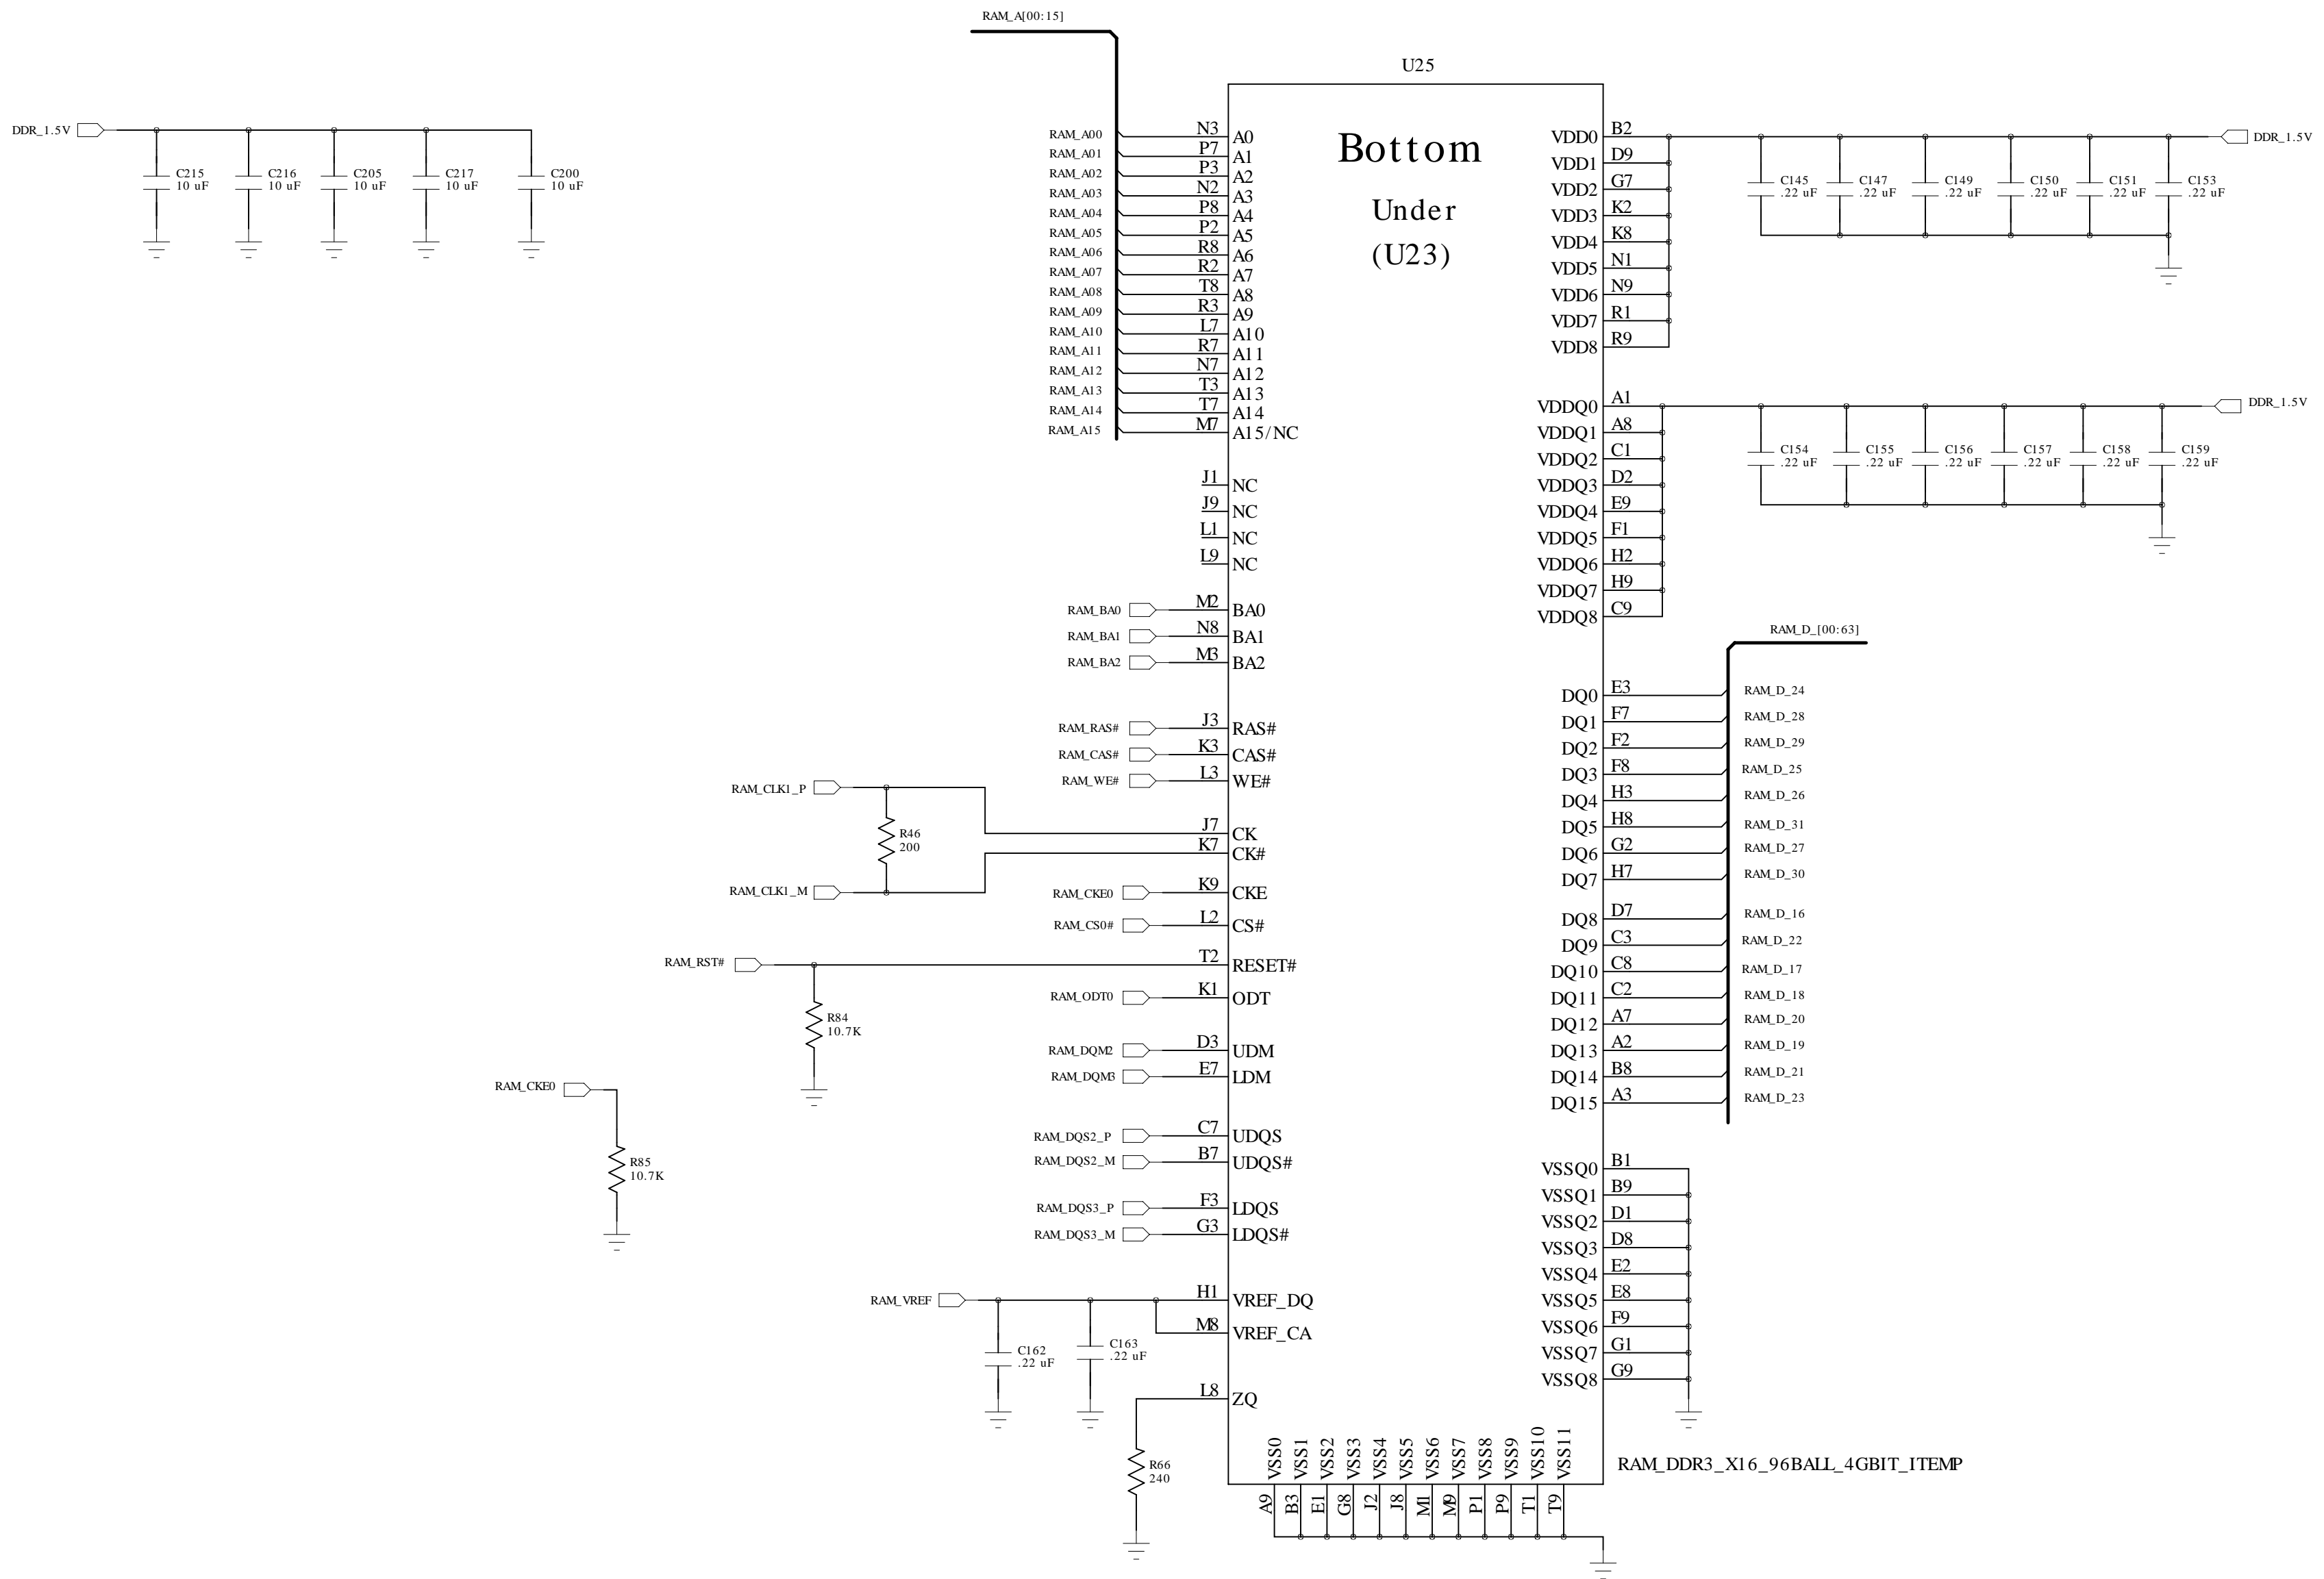 RAM_A[00:15]
U25
Bottom
Under
(U23)
DDR_1.5V
C215
10 uF
C216
10 uF
C205
10 uF
C217
10 uF
C200
10 uF
RAM_A00 N3 A0
RAM_A01 P7 A1
RAM_A02 P3 A2
RAM_A03 N2 A3
RAM_A04 P8 A4
RAM_A05 P2 A5
RAM_A06 R8 A6
RAM_A07 R2 A7
RAM_A08 T8 A8
RAM_A09 R3 A9
RAM_A10 L7 A10
RAM_A11 R7 A11
RAM_A12 N7 A12
RAM_A13 T3 A13
RAM_A14 T7 A14
RAM_A15 M7 A15/NC
J1 NC
J9 NC
L1 NC
L9 NC
RAM_BA0 M2 BA0
RAM_BA1 N8 BA1
RAM_BA2 M3 BA2
RAM_RAS# J3 RAS#
RAM_CAS# K3 CAS#
RAM_WE# L3 WE#
RAM_CLK1_P
R46
200
J7 CK
K7 CK#
RAM_CLK1_M
RAM_CKE0 K9 CKE
RAM_CS0# L2 CS#
RAM_RST# T2 RESET#
RAM_ODT0 K1 ODT
R84
10.7K
RAM_DQM2 D3 UDM
RAM_DQM3 E7 LDM
RAM_CKE0
R85
10.7K
RAM_DQS2_P C7 UDQS
RAM_DQS2_M B7 UDQS#
RAM_DQS3_P F3 LDQS
RAM_DQS3_M G3 LDQS#
RAM_VREF H1 VREF_DQ
M8 VREF_CA
C162
.22 uF
C163
.22 uF
L8 ZQ
R66
240
VDD0 B2
VDD1 D9
VDD2 G7
VDD3 K2
VDD4 K8
VDD5 N1
VDD6 N9
VDD7 R1
VDD8 R9
DDR_1.5V
C145
.22 uF
C147
.22 uF
C149
.22 uF
C150
.22 uF
C151
.22 uF
C153
.22 uF
VDDQ0 A1
VDDQ1 A8
VDDQ2 C1
VDDQ3 D2
VDDQ4 E9
VDDQ5 F1
VDDQ6 H2
VDDQ7 H9
VDDQ8 C9
DDR_1.5V
C154
.22 uF
C155
.22 uF
C156
.22 uF
C157
.22 uF
C158
.22 uF
C159
.22 uF
RAM_D_[00:63]
DQ0 E3 RAM_D_24
DQ1 F7 RAM_D_28
DQ2 F2 RAM_D_29
DQ3 F8 RAM_D_25
DQ4 H3 RAM_D_26
DQ5 H8 RAM_D_31
DQ6 G2 RAM_D_27
DQ7 H7 RAM_D_30
DQ8 D7 RAM_D_16
DQ9 C3 RAM_D_22
DQ10 C8 RAM_D_17
DQ11 C2 RAM_D_18
DQ12 A7 RAM_D_20
DQ13 A2 RAM_D_19
DQ14 B8 RAM_D_21
DQ15 A3 RAM_D_23
VSSQ0 B1
VSSQ1 B9
VSSQ2 D1
VSSQ3 D8
VSSQ4 E2
VSSQ5 E8
VSSQ6 F9
VSSQ7 G1
VSSQ8 G9
VSS0 A9
VSS1 B3
VSS2 E1
VSS3 G8
VSS4 J2
VSS5 J8
VSS6 M1
VSS7 M9
VSS8 P1
VSS9 P9
VSS10 T1
VSS11 T9
RAM_DDR3_X16_96BALL_4GBIT_ITEMP